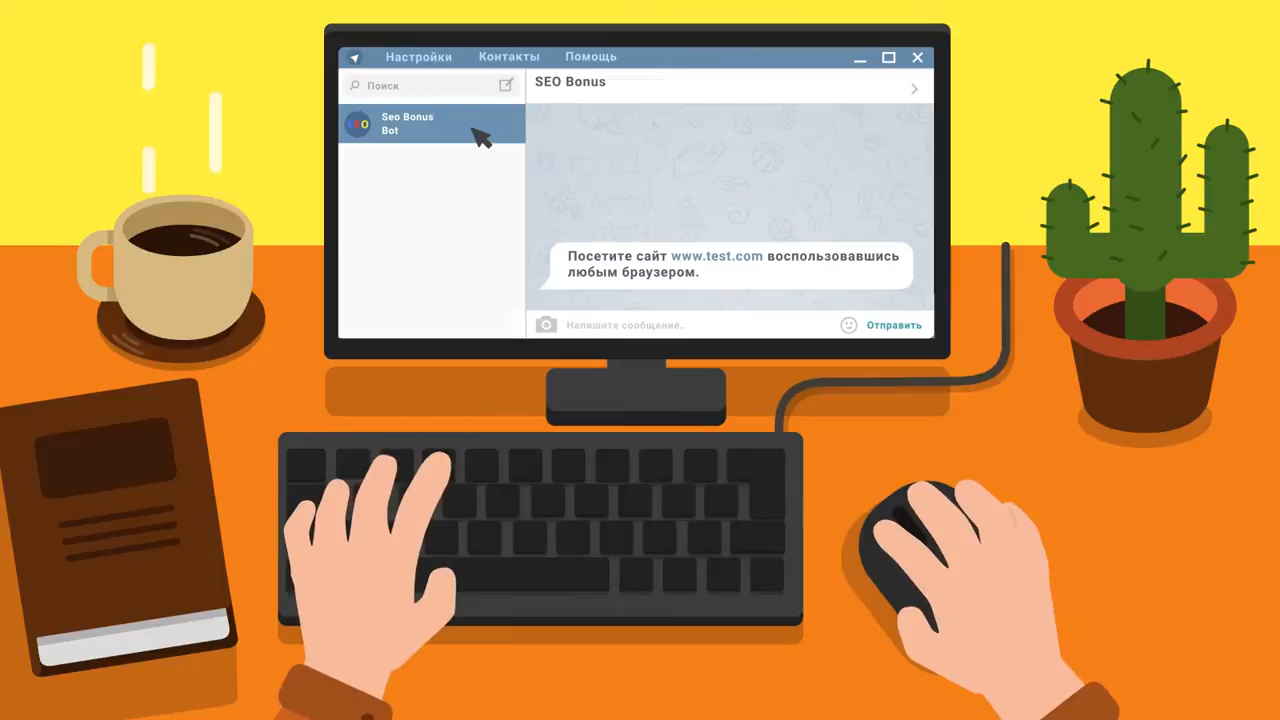 Настройки Контакты Помощь
Поиск
SEO Bonus
SEO
Seo Bonus
Bot
Посетите сайт www.test.com воспользовавшись
любым браузером.
Напишите сообщение..
Отправить